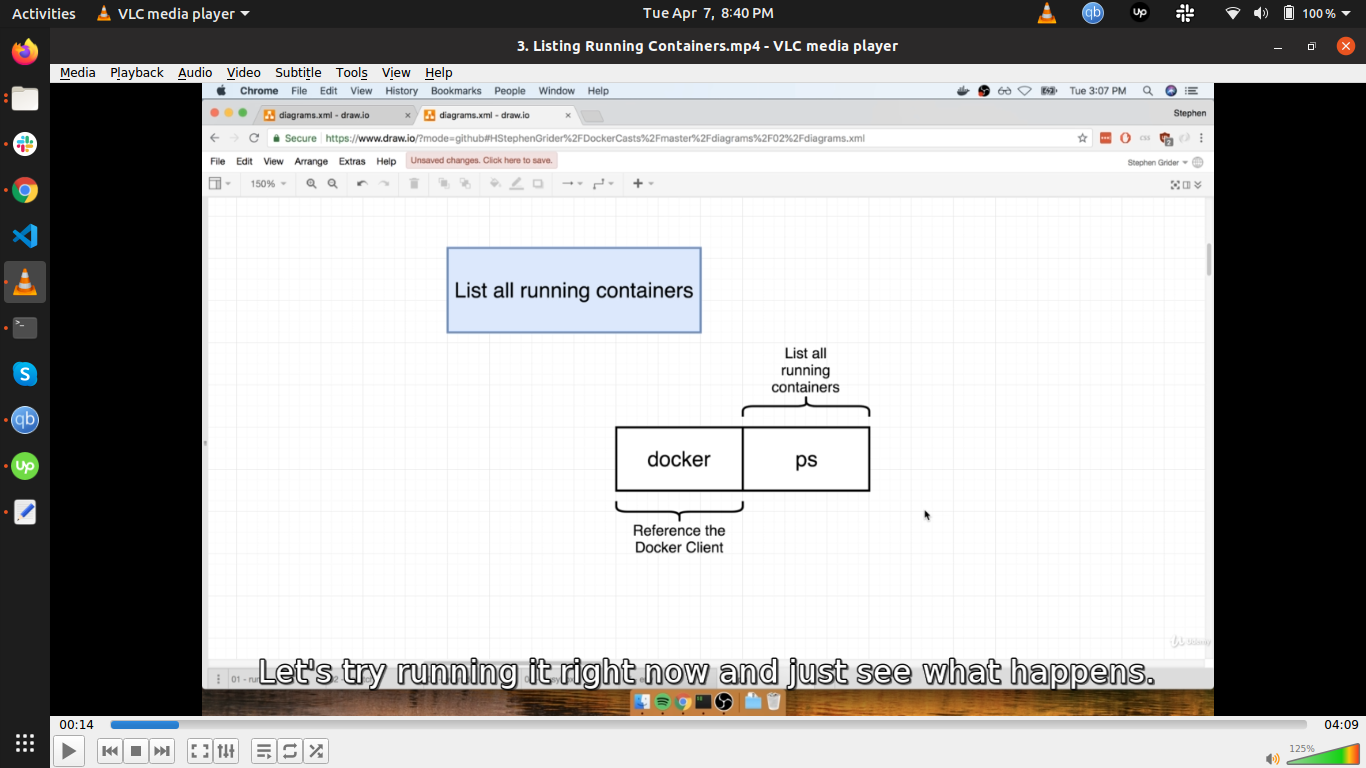 Activities
VLC media player
Tue Apr 7, 8:40 PM
qb
up
100 %
3. Listing Running Containers.mp4 - VLC media player
Media Playback Audio Video Subtitle Tools View Help
Chrome File Edit View History Bookmarks People Window Help
Tue 3:07 PM
diagrams.xml - draw.io
diagrams.xml - draw.io
Stephen
Secure https://www.draw.io/?mode=github#HStephenGrider%2FDockerCasts%2Fmaster%2Fdiagrams%2F02%2Fdiagrams.xml
File Edit View Arrange Extras Help
Unsaved changes. Click here to save.
Stephen Grider
150%
List all running containers
List all
running
containers
docker
ps
Reference the
Docker Client
Let's try running it right now and just see what happens.
00:14
04:09
125%
S
qb
up